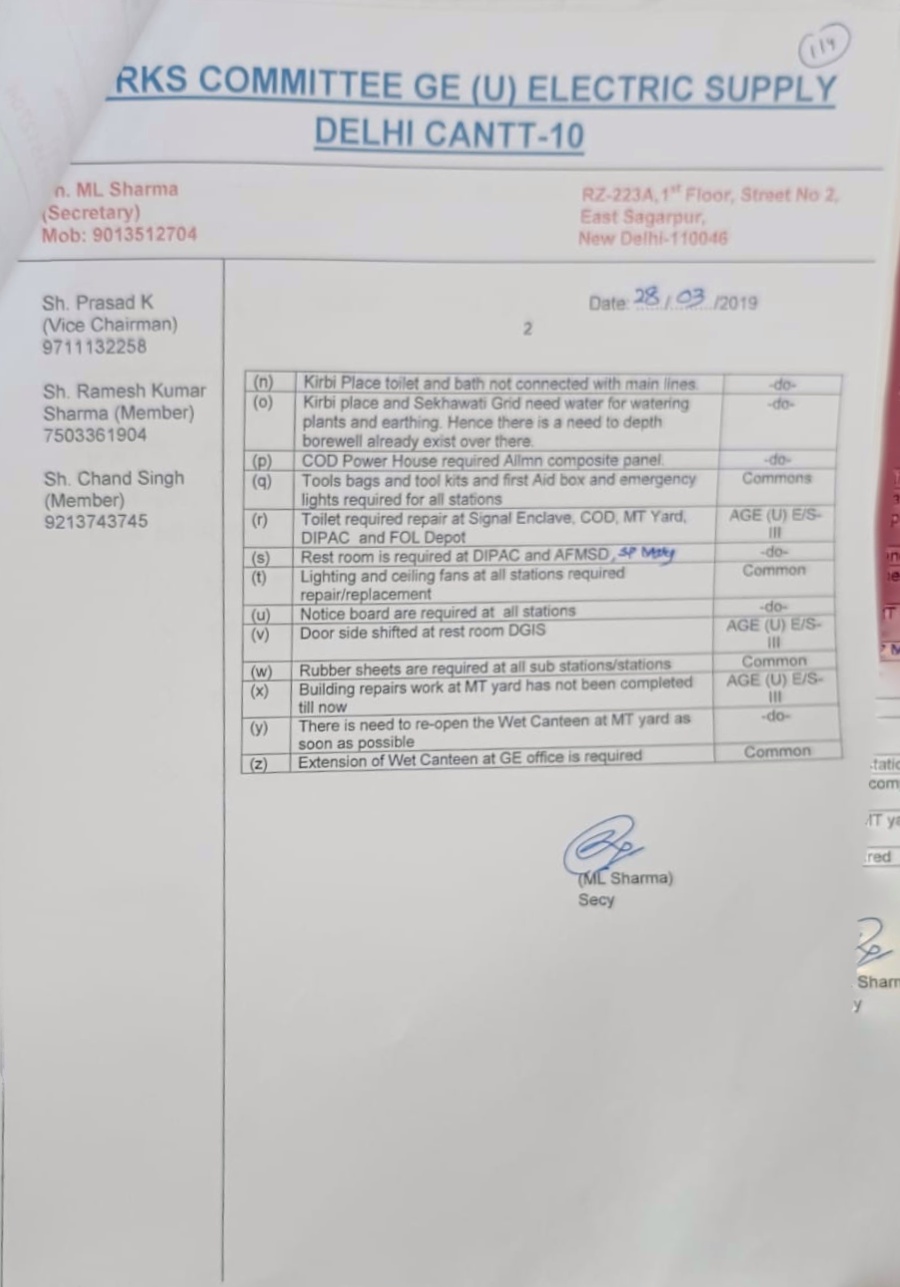 114
RKS COMMITTEE GE (U) ELECTRIC SUPPLY
DELHI CANTT-10
n. ML Sharma
(Secretary)
Mob: 9013512704
RZ-223A,1st Floor, Street No 2,
East Sagarpur,
New Delhi-110046
Sh. Prasad K
(Vice Chairman)
9711132258
Sh. Ramesh Kumar
Sharma (Member)
7503361904
Sh. Chand Singh
(Member)
9213743745
Date: 28/03/2019
2
(n) Kirbi Place toilet and bath not connected with main lines. -do-
(o) Kirbi place and Sekhawati Grid need water for watering -do-
plants and earthing. Hence there is a need to depth
borewell already exist over there.
(p) COD Power House required Allmn composite panel. -do-
(q) Tools bags and tool kits and first Aid box and emergency Commons
lights required for all stations
(r) Toilet required repair at Signal Enclave, COD, MT Yard, AGE (U) E/S-
DIPAC and FOL Depot III
(s) Rest room is required at DIPAC and AFMSD, -do-
(t) Lighting and ceiling fans at all stations required Common
repair/replacement
(u) Notice board are required at all stations -do-
(v) Door side shifted at rest room DGIS AGE (U) E/S-
III
(w) Rubber sheets are required at all sub stations/stations Common
(x) Building repairs work at MT yard has not been completed AGE (U) E/S-
till now III
(y) There is need to re-open the Wet Canteen at MT yard as -do-
soon as possible
(z) Extension of Wet Canteen at GE office is required Common
(ML Sharma)
Secy
com
red
Sharm
y